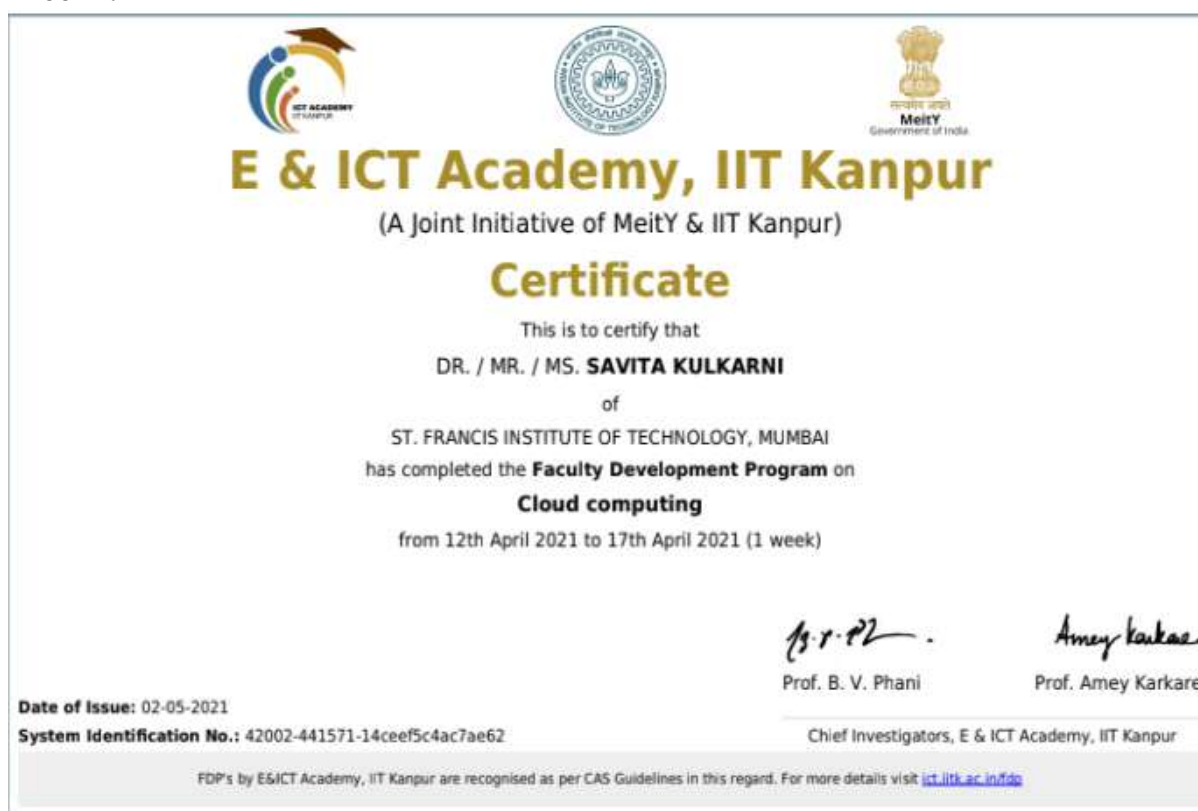 ICT ACADEMY
IIT KANPUR
सत्यमेव जयते
MeitY
Government of India
E & ICT Academy, IIT Kanpur
(A Joint Initiative of MeitY & IIT Kanpur)
Certificate
This is to certify that
DR. / MR. / MS. SAVITA KULKARNI
of
ST. FRANCIS INSTITUTE OF TECHNOLOGY, MUMBAI
has completed the Faculty Development Program on
Cloud computing
from 12th April 2021 to 17th April 2021 (1 week)
Amey Karkare
Prof. B. V. Phani
Prof. Amey Karkare
Date of Issue: 02-05-2021
System Identification No.: 42002-441571-14ceef5c4ac7ae62
Chief Investigators, E & ICT Academy, IIT Kanpur
FDP's by E&ICT Academy, IIT Kanpur are recognised as per CAS Guidelines in this regard. For more details visit ict.iitk.ac.in/fdp